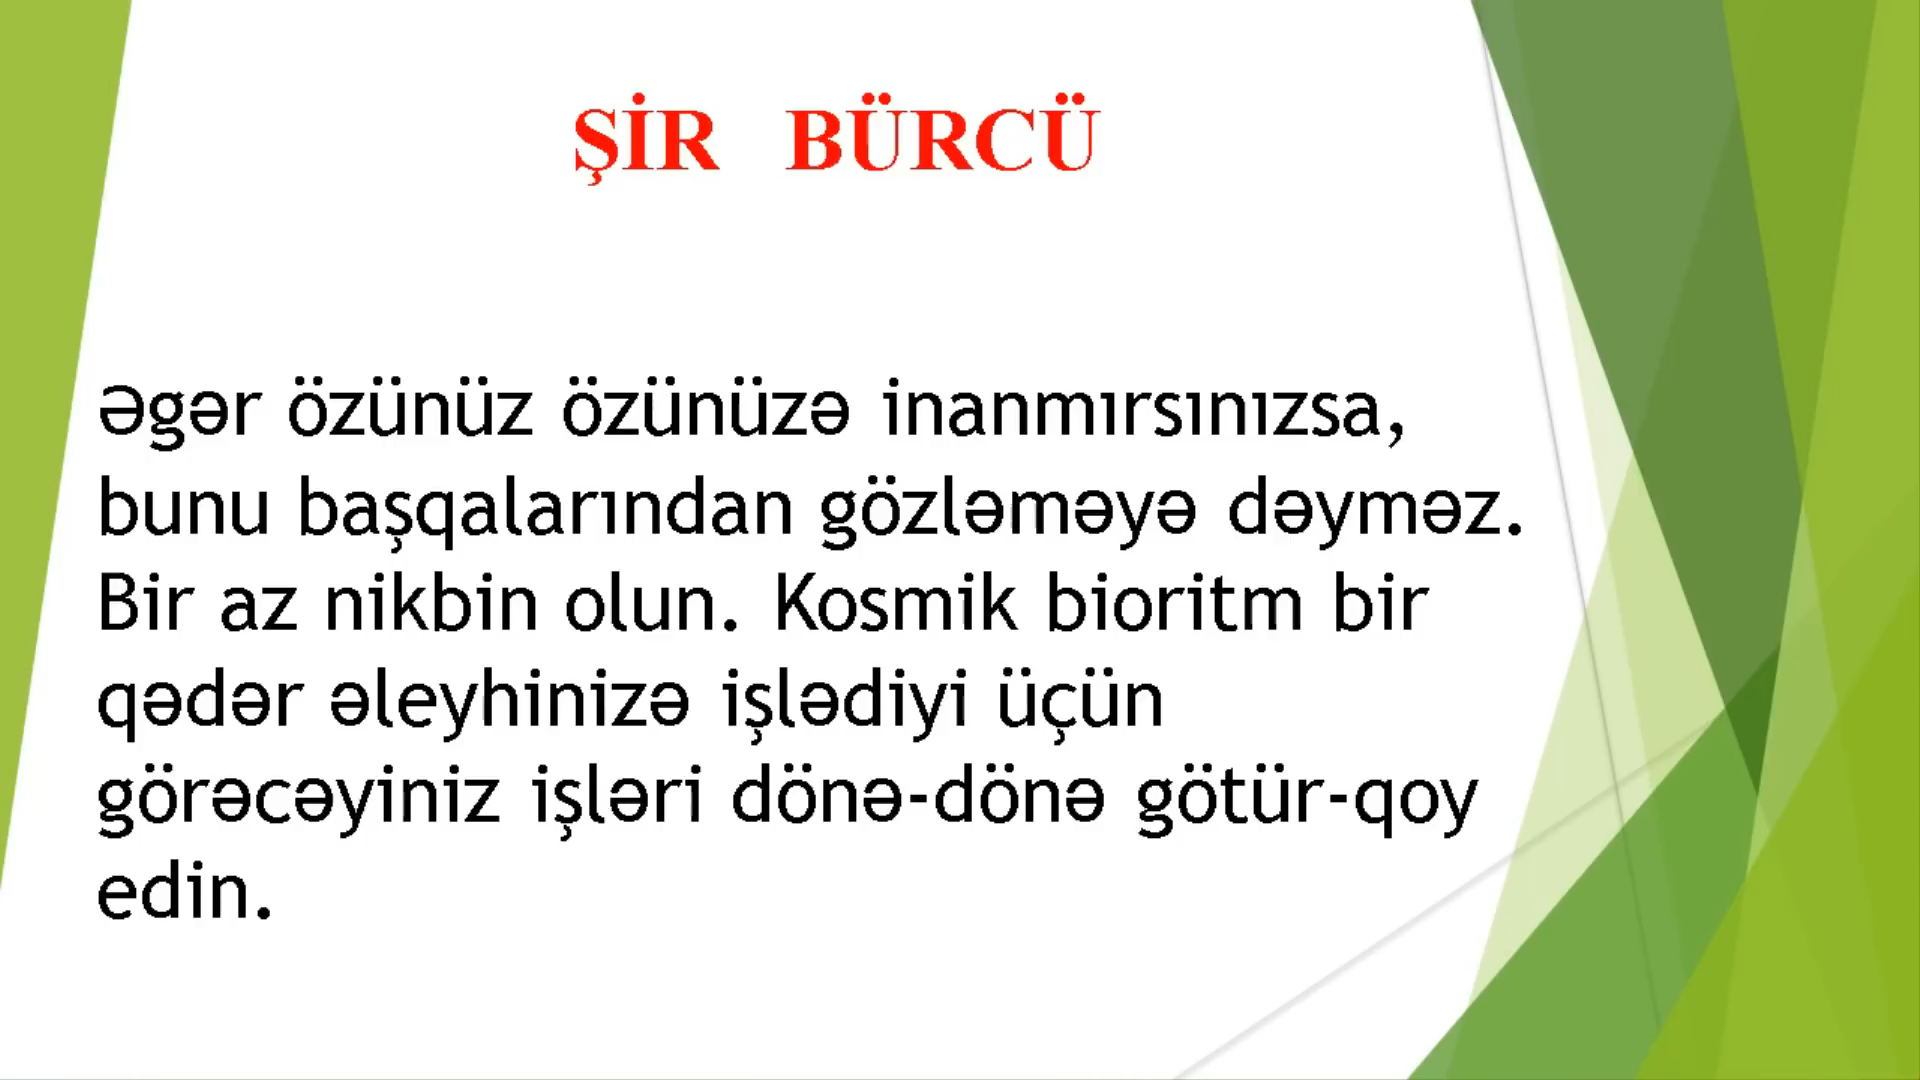 ŞİR BÜRCÜ
Əgər özünüz özünüzə inanmırsınızsa,
bunu başqalarından gözləməyə dəyməz.
Bir az nikbin olun. Kosmik bioritm bir
qədər əleyhinizə işlədiyi üçün
görəcəyiniz işləri dönə-dönə götür-qoy
edin.